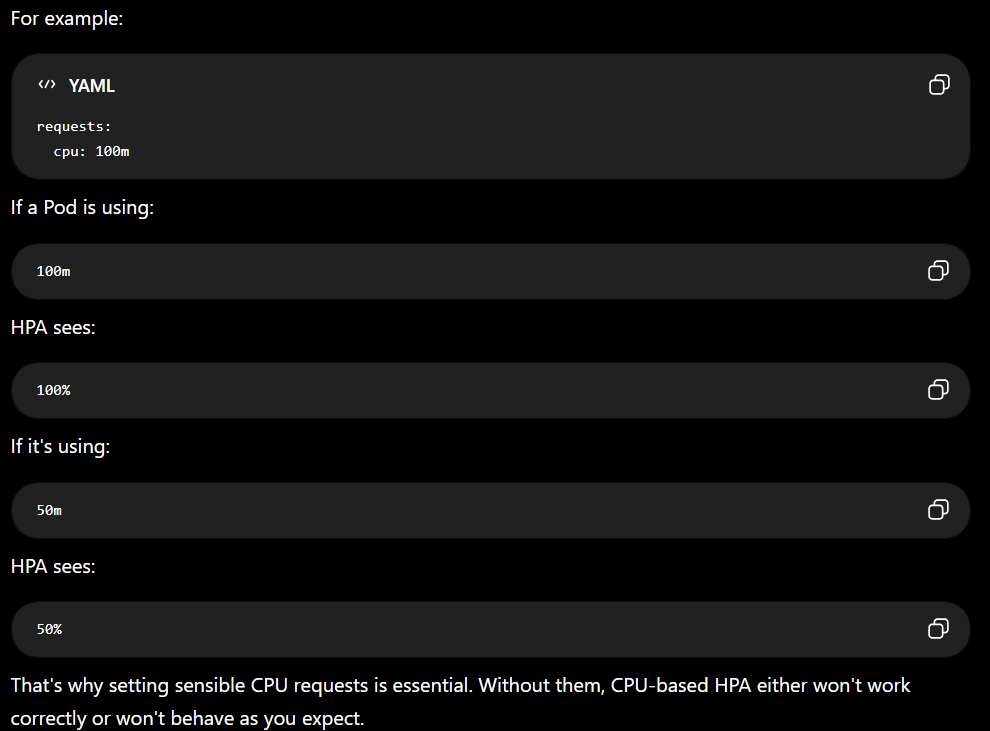 For example:
YAML
requests:
  cpu: 100m
If a Pod is using:
100m
HPA sees:
100%
If it's using:
50m
HPA sees:
50%
That's why setting sensible CPU requests is essential. Without them, CPU-based HPA either won't work
correctly or won't behave as you expect.